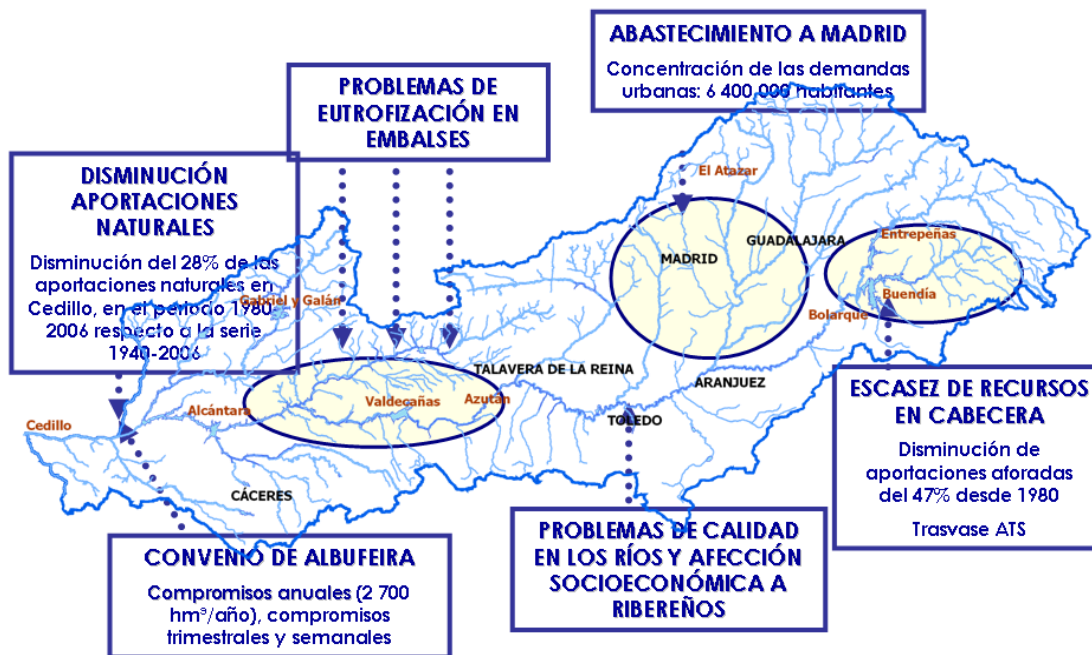 ABASTECIMIENTO A MADRID
Concentración de las demandas
urbanas: 6 400 000 habitantes
PROBLEMAS DE
EUTROFIZACIÓN EN
EMBALSES
DISMINUCIÓN
APORTACIONES
NATURALES
Disminución del 28% de las
aportaciones naturales en
Cedillo, en el periodo 1980-
2006 respecto a la serie
1940-2006
El Atazar
GUADALAJARA
Entrepeñas
MADRID
Buendía
Gabriel y Galán
Bolarque
TALAVERA DE LA REINA
ARANJUEZ
Valdecañas
Azután
Alcántara
Cedillo
TOLEDO
CÁCERES
ESCASEZ DE RECURSOS
EN CABECERA
Disminución de
aportaciones aforadas
del 47% desde 1980
Trasvase ATS
PROBLEMAS DE CALIDAD
EN LOS RÍOS Y AFECCIÓN
SOCIOECONÓMICA A
RIBEREÑOS
CONVENIO DE ALBUFEIRA
Compromisos anuales (2 700
hm³/año), compromisos
trimestrales y semanales